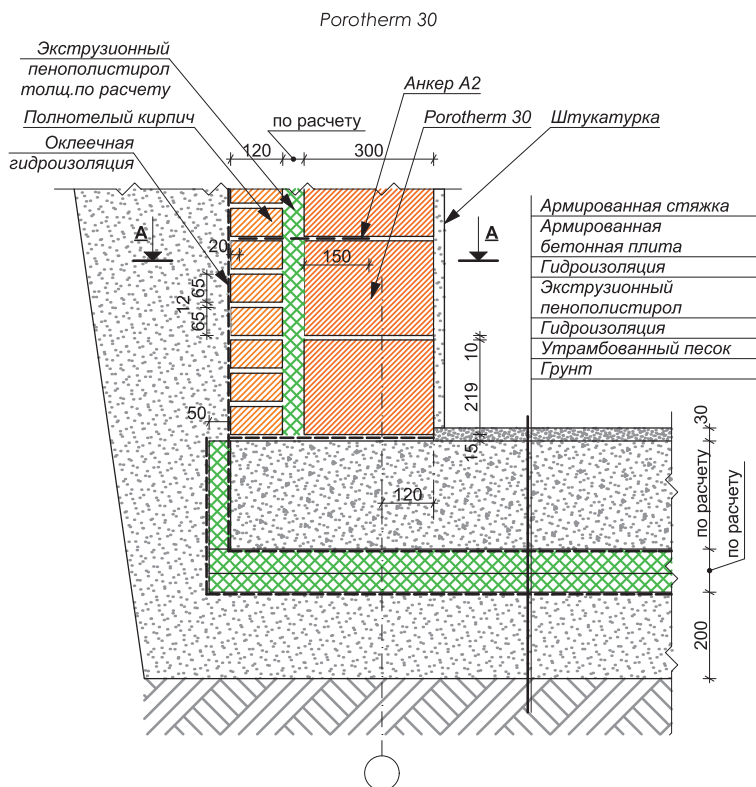 Porotherm 30
Экструзионный
пенополистирол
толщ.по расчету
Полнотелый кирпич
Оклеечная
гидроизоляция
по расчету
Анкер А2
Porotherm 30
Штукатурка
120
300
A
A
20
150
65
12
65
50
10
219
15
120
Армированная стяжка
Армированная
бетонная плита
Гидроизоляция
Экструзионный
пенополистирол
Гидроизоляция
Утрамбованный песок
Грунт
30
по расчету
по расчету
200